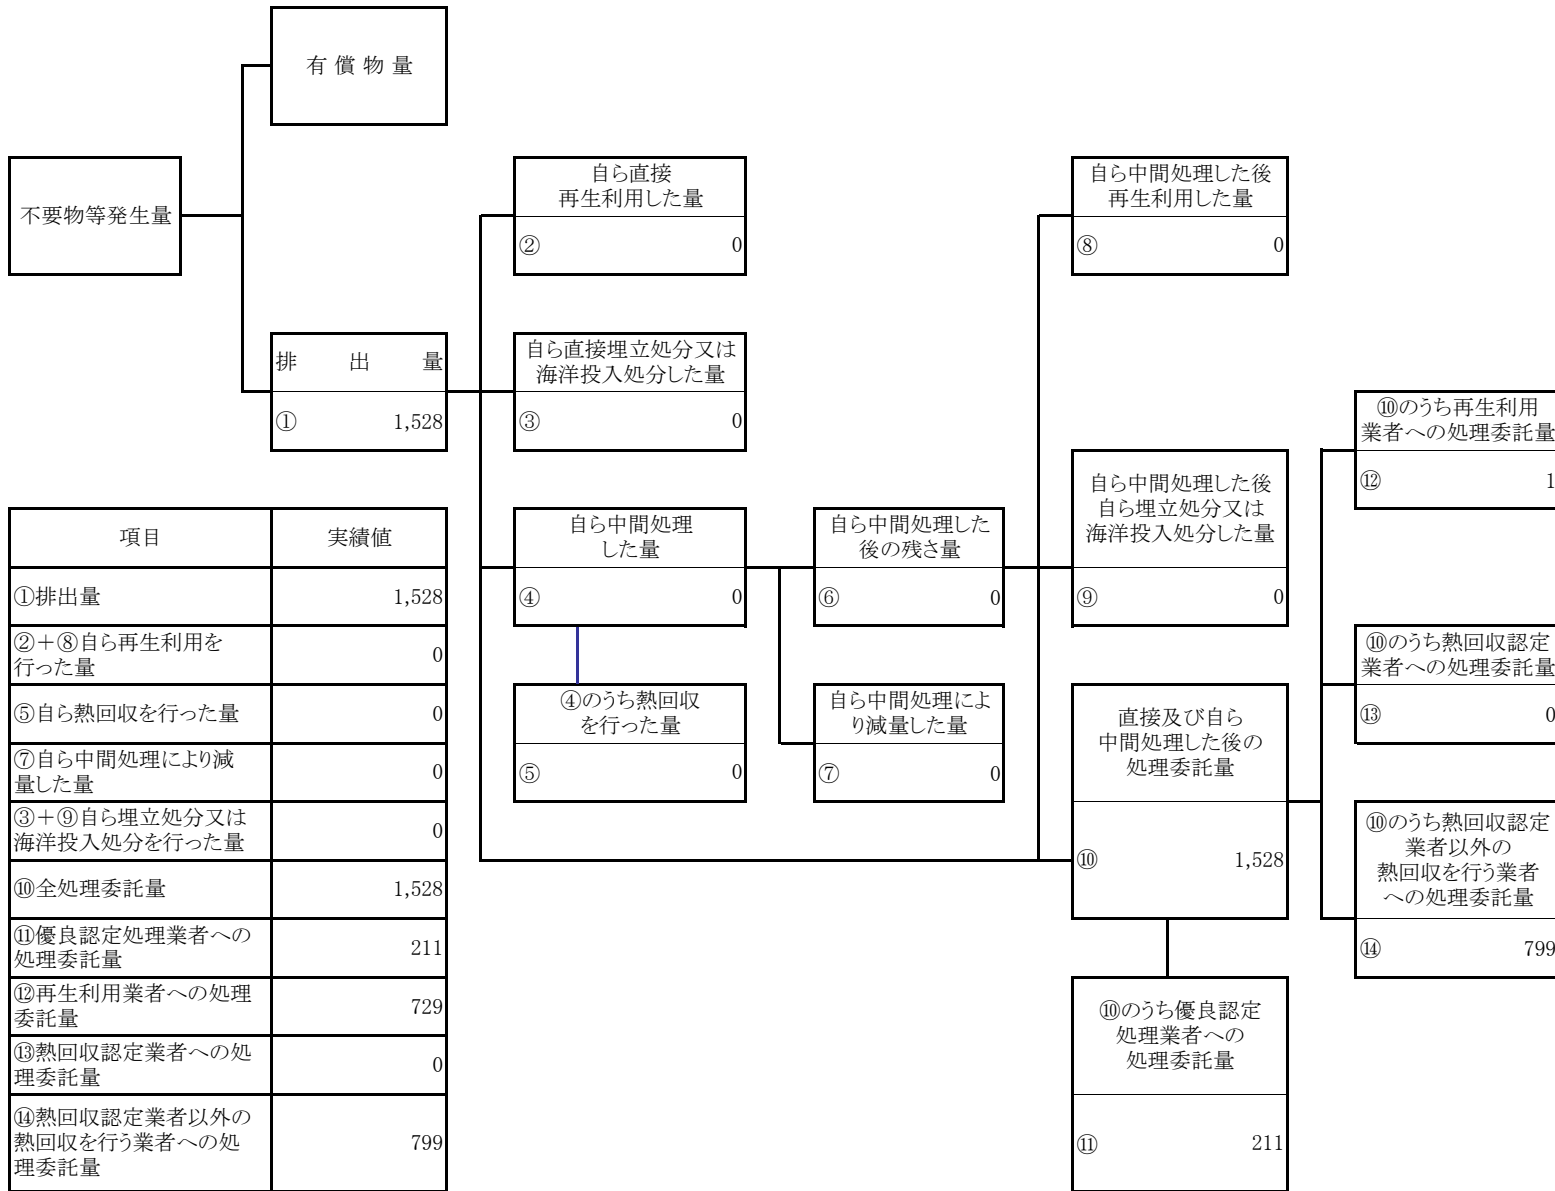 有償物量
不要物等発生量
排出量
① 1,528
自ら直接
再生利用した量
② 0
自ら直接埋立処分又は
海洋投入処分した量
③ 0
自ら中間処理
した量
④ 0
④のうち熱回収
を行った量
⑤ 0
自ら中間処理した
後の残さ量
⑥ 0
自ら中間処理によ
り減量した量
⑦ 0
自ら中間処理した後
再生利用した量
⑧ 0
自ら中間処理した後
自ら埋立処分又は
海洋投入処分した量
⑨ 0
直接及び自ら
中間処理した後の
処理委託量
⑩ 1,528
⑩のうち優良認定
処理業者への
処理委託量
⑪ 211
⑩のうち再生利用
業者への処理委託量
⑫ 1
⑩のうち熱回収認定
業者への処理委託量
⑬ 0
⑩のうち熱回収認定
業者以外の
熱回収を行う業者
への処理委託量
⑭ 799
項目 実績値
①排出量 1,528
②+⑧自ら再生利用を
行った量 0
⑤自ら熱回収を行った量 0
⑦自ら中間処理により減
量した量 0
③+⑨自ら埋立処分又は
海洋投入処分を行った量 0
⑩全処理委託量 1,528
⑪優良認定処理業者への
処理委託量 211
⑫再生利用業者への処理
委託量 729
⑬熱回収認定業者への処
理委託量 0
⑭熱回収認定業者以外の
熱回収を行う業者への処
理委託量 799